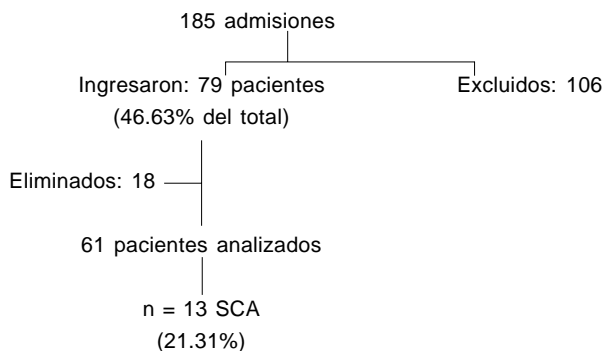 185 admisiones
Ingresaron: 79 pacientes
(46.63% del total)
Excluidos: 106
Eliminados: 18
61 pacientes analizados
n = 13 SCA
(21.31%)